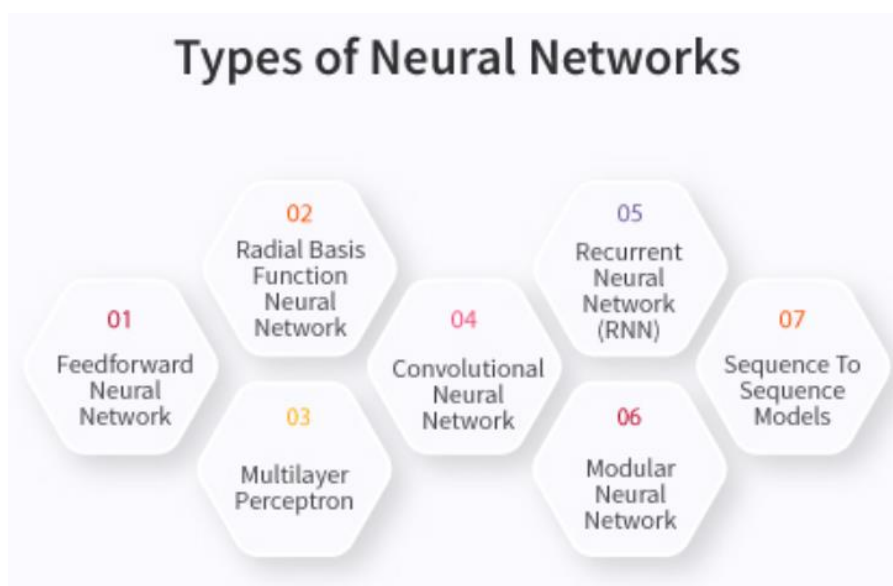 Types of Neural Networks
01
Feedforward
Neural
Network
02
Radial Basis
Function
Neural
Network
03
Multilayer
Perceptron
04
Convolutional
Neural
Network
05
Recurrent
Neural
Network
(RNN)
06
Modular
Neural
Network
07
Sequence To
Sequence
Models